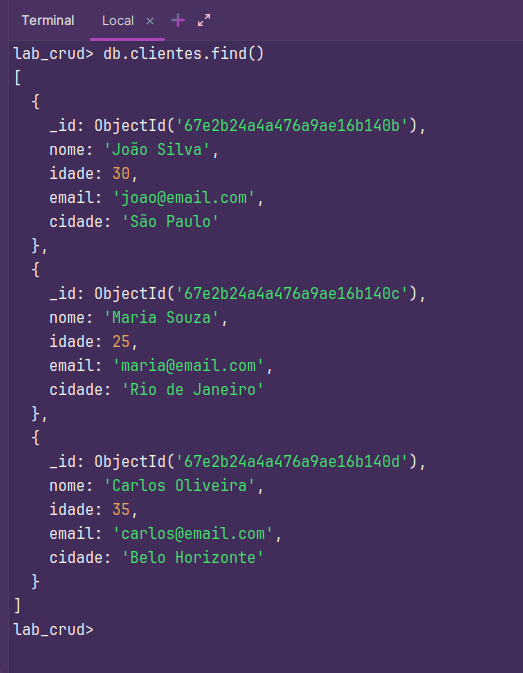 Terminal Local × +
lab_crud> db.clientes.find()
[
  {
    _id: ObjectId('67e2b24a4a476a9ae16b140b'),
    nome: 'João Silva',
    idade: 30,
    email: 'joao@email.com',
    cidade: 'São Paulo'
  },
  {
    _id: ObjectId('67e2b24a4a476a9ae16b140c'),
    nome: 'Maria Souza',
    idade: 25,
    email: 'maria@email.com',
    cidade: 'Rio de Janeiro'
  },
  {
    _id: ObjectId('67e2b24a4a476a9ae16b140d'),
    nome: 'Carlos Oliveira',
    idade: 35,
    email: 'carlos@email.com',
    cidade: 'Belo Horizonte'
  }
]
lab_crud>